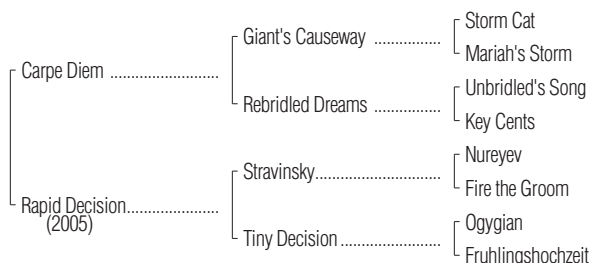 Storm Cat
Giant's Causeway ................
Mariah's Storm
Carpe Diem ..........................
Unbridled's Song
Rebridled Dreams ................
Key Cents
Nureyev
Stravinsky..............................
Fire the Groom
Rapid Decision......................
(2005)
Ogygian
Tiny Decision ........................
Fruhlingshochzeit